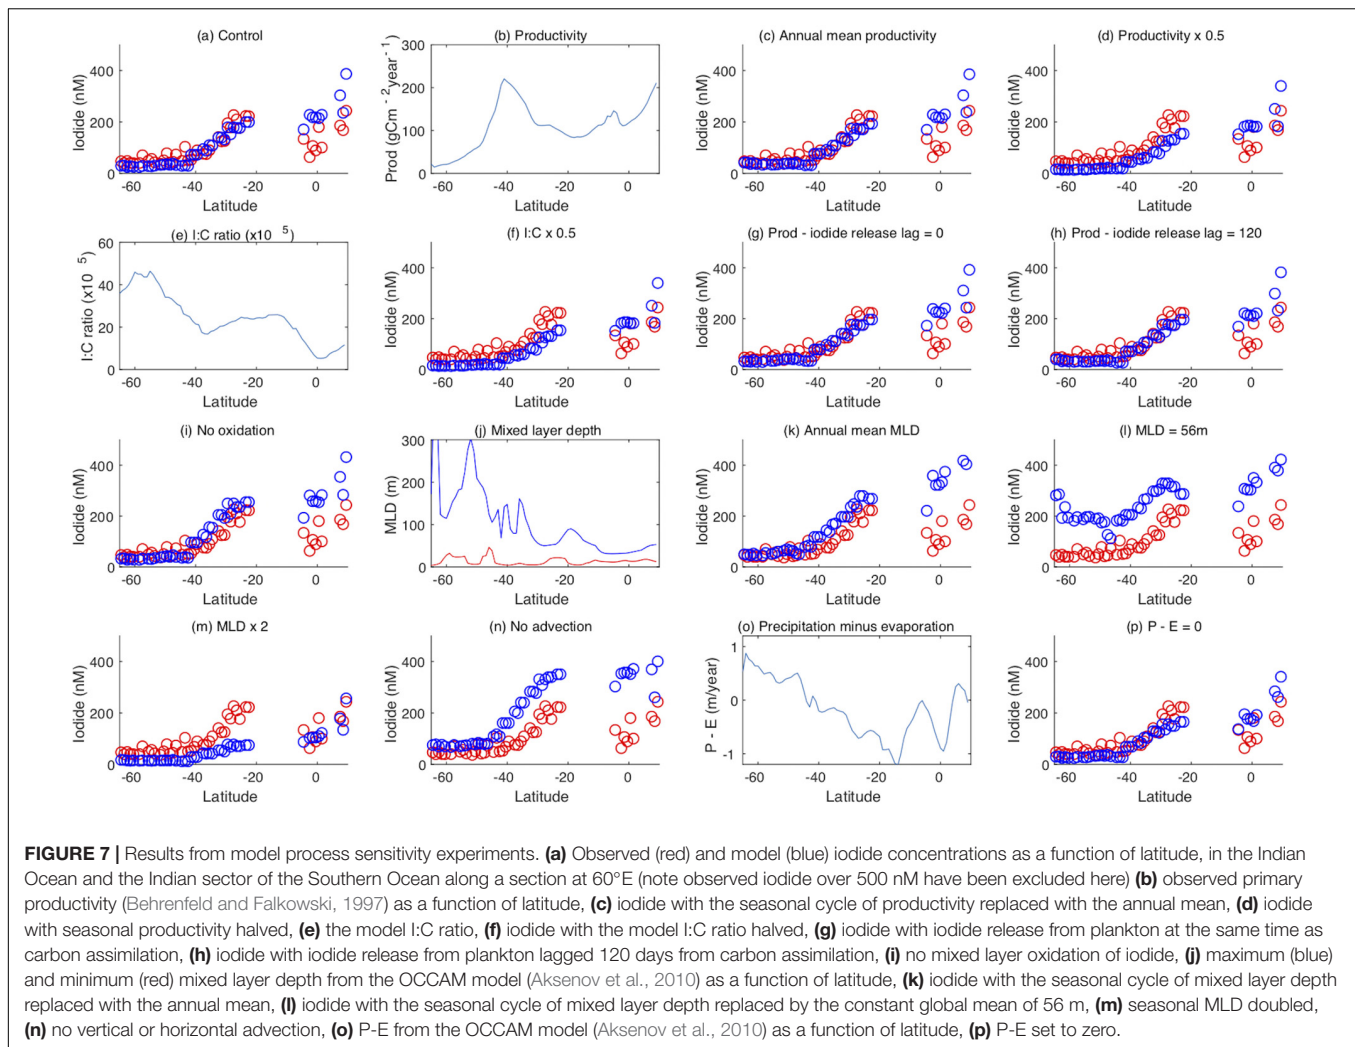 (a) Control
Iodide (nM)
400
200
0
-60
-40
-20
0
Latitude
(b) Productivity
Prod (gCm⁻²year⁻¹)
300
200
100
0
-60
-40
-20
0
Latitude
(c) Annual mean productivity
Iodide (nM)
400
200
0
-60
-40
-20
0
Latitude
(d) Productivity x 0.5
Iodide (nM)
400
200
0
-60
-40
-20
0
Latitude
(e) I:C ratio (x10 ⁵)
I:C ratio (x10 ⁵)
60
40
20
0
-60
-40
-20
0
Latitude
(f) I:C x 0.5
Iodide (nM)
400
200
0
-60
-40
-20
0
Latitude
(g) Prod - iodide release lag = 0
Iodide (nM)
400
200
0
-60
-40
-20
0
Latitude
(h) Prod - iodide release lag = 120
Iodide (nM)
400
200
0
-60
-40
-20
0
Latitude
(i) No oxidation
Iodide (nM)
400
200
0
-60
-40
-20
0
Latitude
(j) Mixed layer depth
MLD (m)
300
200
100
0
-60
-40
-20
0
Latitude
(k) Annual mean MLD
Iodide (nM)
400
200
0
-60
-40
-20
0
Latitude
(l) MLD = 56m
Iodide (nM)
400
200
0
-60
-40
-20
0
Latitude
(m) MLD x 2
Iodide (nM)
400
200
0
-60
-40
-20
0
Latitude
(n) No advection
Iodide (nM)
400
200
0
-60
-40
-20
0
Latitude
(o) Precipitation minus evaporation
P - E (m/year)
1
0
-1
-60
-40
-20
0
Latitude
(p) P - E = 0
Iodide (nM)
400
200
0
-60
-40
-20
0
Latitude
FIGURE 7 | Results from model process sensitivity experiments. (a) Observed (red) and model (blue) iodide concentrations as a function of latitude, in the Indian
Ocean and the Indian sector of the Southern Ocean along a section at 60°E (note observed iodide over 500 nM have been excluded here) (b) observed primary
productivity (Behrenfeld and Falkowski, 1997) as a function of latitude, (c) iodide with the seasonal cycle of productivity replaced with the annual mean, (d) iodide
with seasonal productivity halved, (e) the model I:C ratio, (f) iodide with the model I:C ratio halved, (g) iodide with iodide release from plankton at the same time as
carbon assimilation, (h) iodide with iodide release from plankton lagged 120 days from carbon assimilation, (i) no mixed layer oxidation of iodide, (j) maximum (blue)
and minimum (red) mixed layer depth from the OCCAM model (Aksenov et al., 2010) as a function of latitude, (k) iodide with the seasonal cycle of mixed layer depth
replaced with the annual mean, (l) iodide with the seasonal cycle of mixed layer depth replaced by the constant global mean of 56 m, (m) seasonal MLD doubled,
(n) no vertical or horizontal advection, (o) P-E from the OCCAM model (Aksenov et al., 2010) as a function of latitude, (p) P-E set to zero.